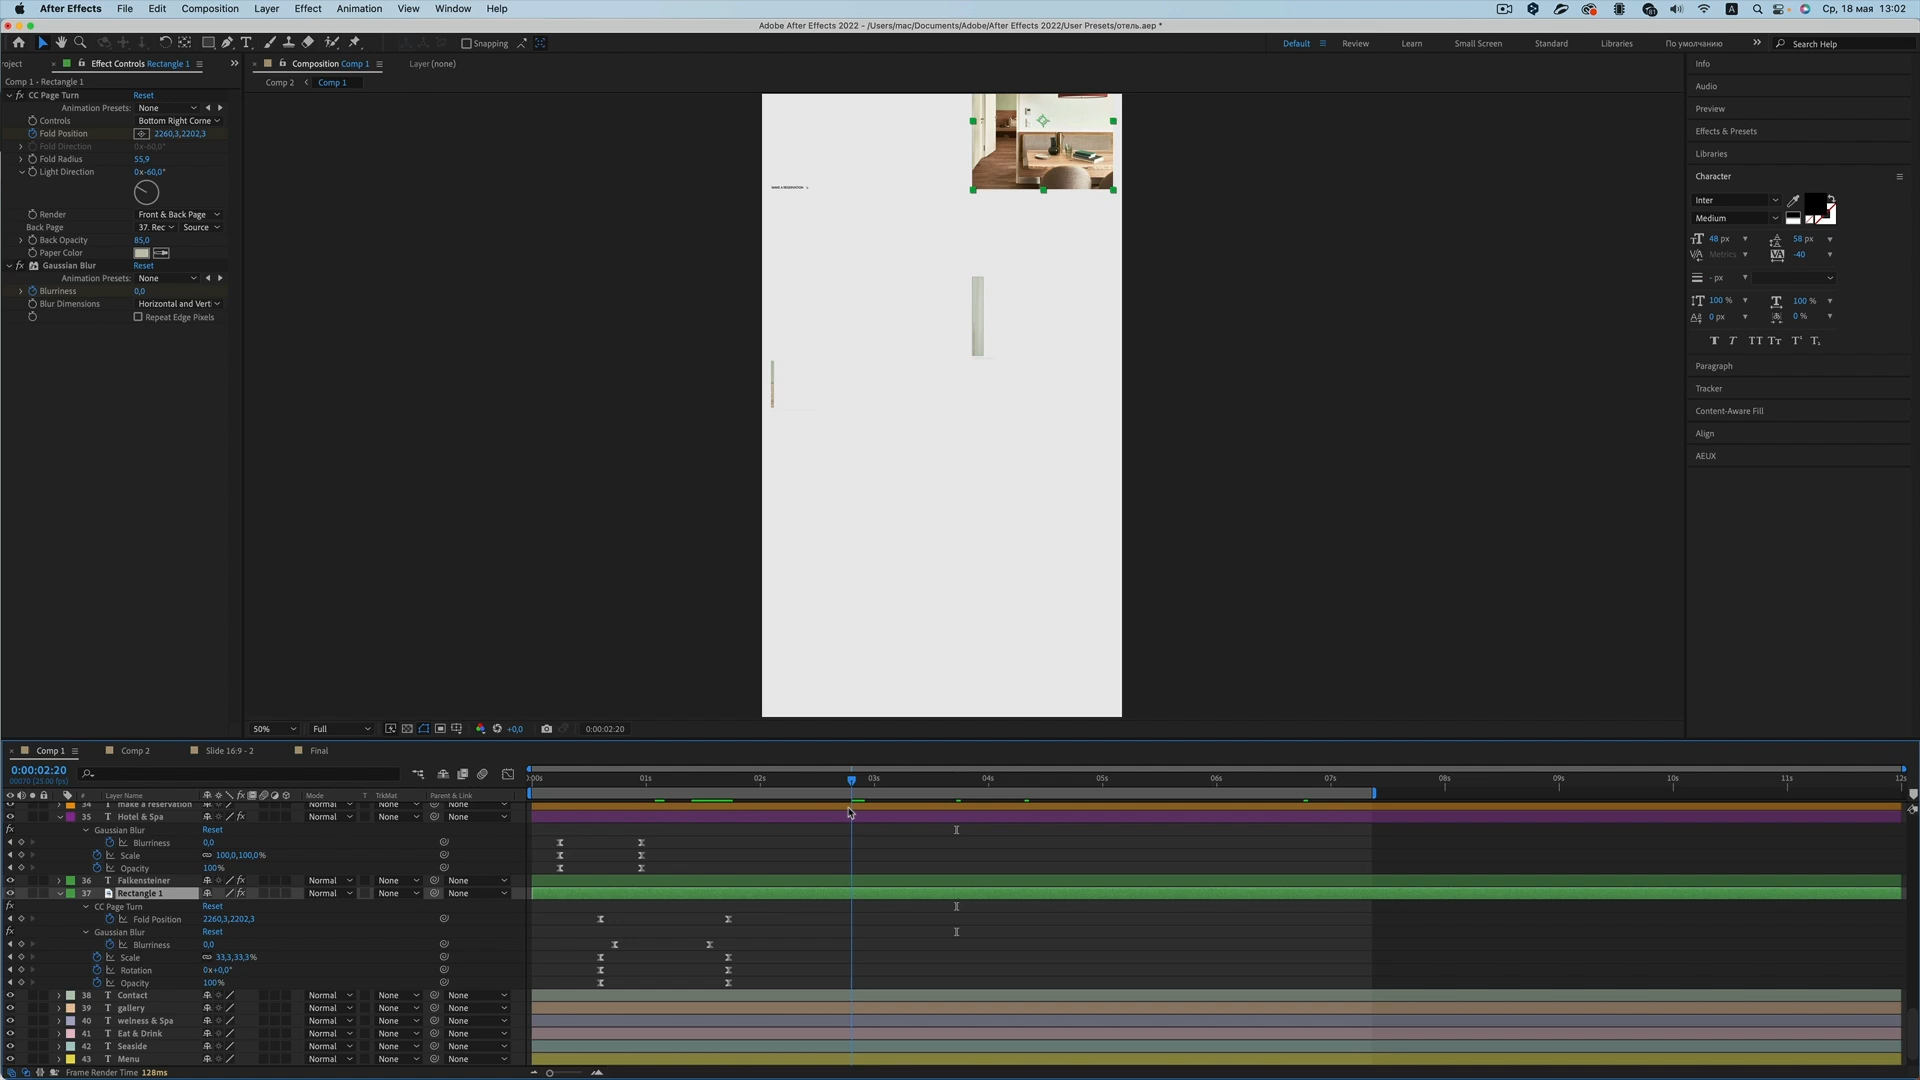 After Effects File Edit Composition Layer Effect Animation View Window Help Ср, 18 мая 13:02
Adobe After Effects 2022 - /Users/mac/Documents/Adobe/After Effects 2022/User Presets/отель.aep *
Snapping Default Review Learn Small Screen Standard Libraries По умолчанию Search Help
roject Effect Controls Rectangle 1 Composition Comp 1 Layer (none) Info
Comp 1 - Rectangle 1 Comp 2 Comp 1
Audio
CC Page Turn Reset
Animation Presets: None Preview
Controls Bottom Right Corne
Fold Position 2260,3,2202,3 Effects & Presets
Fold Direction 0x-60,0°
Fold Radius 55,9 Libraries
Light Direction 0x-60,0°
Character
MAKE A RESERVATION
Inter
Render Front & Back Page Medium
Back Page 37. Rec Source
Back Opacity 85,0 48 px 58 px
Paper Color Metrics -40
Gaussian Blur Reset
Animation Presets: None - px
Blurriness 0,0
Blur Dimensions Horizontal and Vert 100 % 100 %
Repeat Edge Pixels 0 px 0 %
Paragraph
Tracker
Content-Aware Fill
Align
AEUX
50% Full +0,0 0:00:02:20
Comp 1 Comp 2 Slide 16:9 - 2 Final
0:00:02:20
00070 (25.00 fps)
:00s 01s 02s 03s 04s 05s 06s 07s 08s 09s 10s 11s 12s
# Layer Name Mode T TrkMat Parent & Link
34 make a reservation Normal None None
35 Hotel & Spa Normal None None
Gaussian Blur Reset
Blurriness 0,0
Scale 100,0,100,0%
Opacity 100%
36 Falkensteiner Normal None None
37 Rectangle 1 Normal None None
CC Page Turn Reset
Fold Position 2260,3,2202,3
Gaussian Blur Reset
Blurriness 0,0
Scale 33,3,33,3%
Rotation 0x+0,0°
Opacity 100%
38 Contact Normal None None
39 gallery Normal None None
40 welness & Spa Normal None None
41 Eat & Drink Normal None None
42 Seaside Normal None None
43 Menu Normal None None
Frame Render Time 128ms